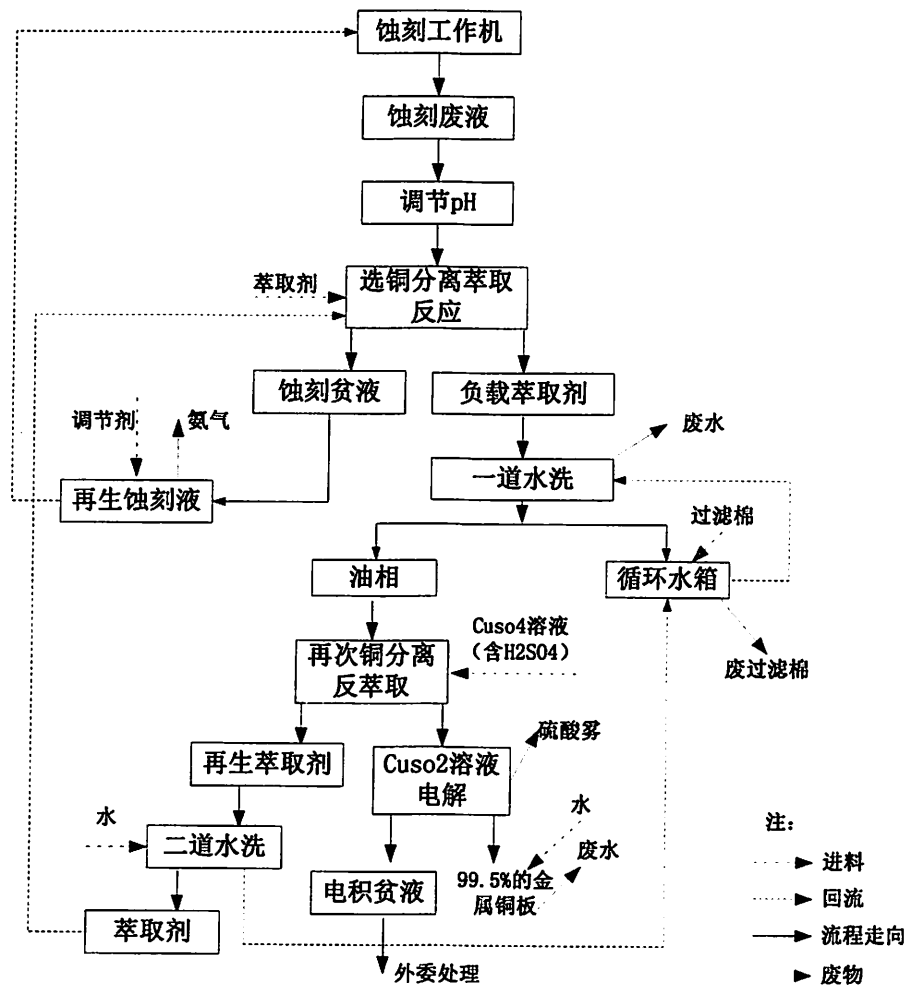 蚀刻工作机
蚀刻废液
调节pH
萃取剂
选铜分离萃取
反应
蚀刻贫液
负载萃取剂
调节剂
氨气
废水
一道水洗
再生蚀刻液
过滤棉
油相
循环水箱
Cuso4溶液
（含H2SO4）
再次铜分离
反萃取
废过滤棉
硫酸雾
再生萃取剂
Cuso2溶液
电解
水
水
二道水洗
废水
注：
进料
99.5%的金
属铜板
电积贫液
回流
萃取剂
流程走向
外委处理
废物